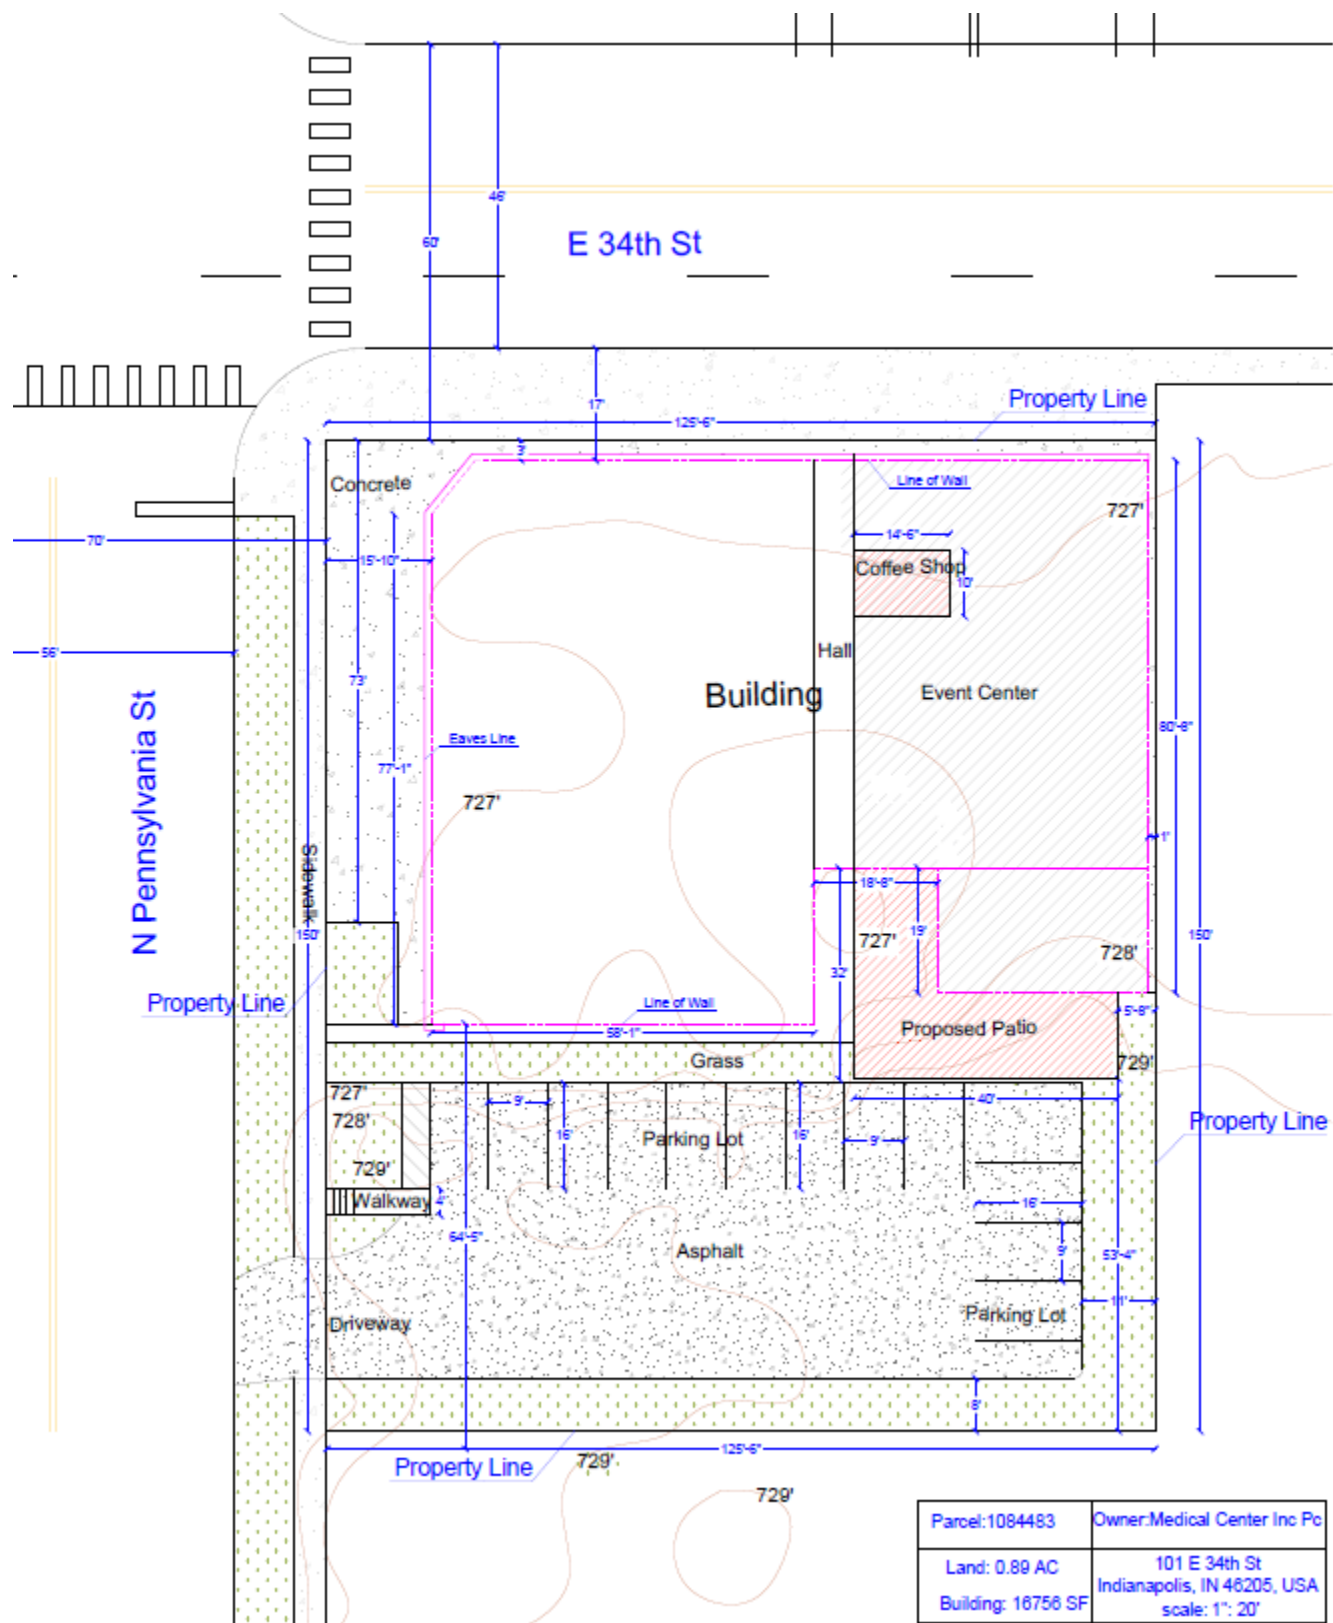 60'
46'
E 34th St
17'
Property Line
125'-6"
3'
Concrete
Line of Wall
727'
70'
14'-6"
15'-10"
Coffee Shop
10'
56'
73'
Hall
Building
Event Center
N Pennsylvania St
80'-8"
Eaves Line
77'-1"
727'
1'
Sidewalk
18'-8"
150'
727'
19'
728'
150'
32'
Property Line
Line of Wall
5'-8"
58'-1"
Proposed Patio
Grass
729'
727'
9'
40'
728'
16'
Parking Lot
16'
9'
Property Line
729'
Walkway
4'
16'
64'-5"
Asphalt
9'
53'-4"
11'
Driveway
Parking Lot
8'
125'-6"
Property Line
729'
729'
Parcel:1084483
Owner:Medical Center Inc Pc
Land: 0.89 AC
Building: 16756 SF
101 E 34th St
Indianapolis, IN 46205, USA
scale: 1": 20'